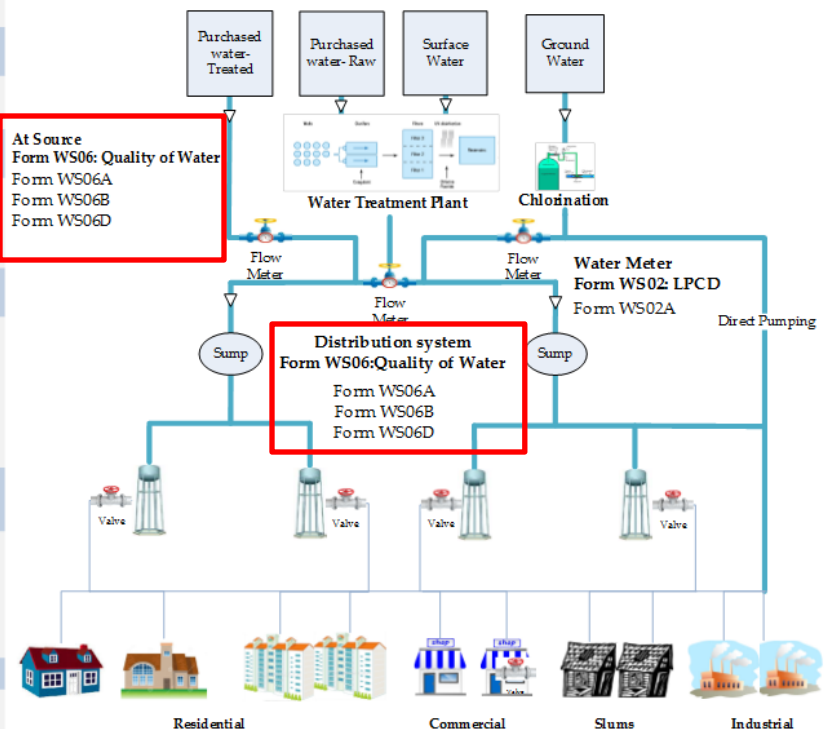 Purchased
water-
Treated
Purchased
water- Raw
Surface
Water
Ground
Water
At Source
Form WS06: Quality of Water
Form WS06A
Form WS06B
Form WS06D
Water Treatment Plant
Chlorination
Flow
Meter
Flow
Meter
Flow
Meter
Water Meter
Form WS02: LPCD
Form WS02A
Direct Pumping
Sump
Distribution system
Form WS06:Quality of Water
Form WS06A
Form WS06B
Form WS06D
Sump
Valve
Valve
Valve
Valve
shop
shop
Valve
Residential
Commercial
Slums
Industrial